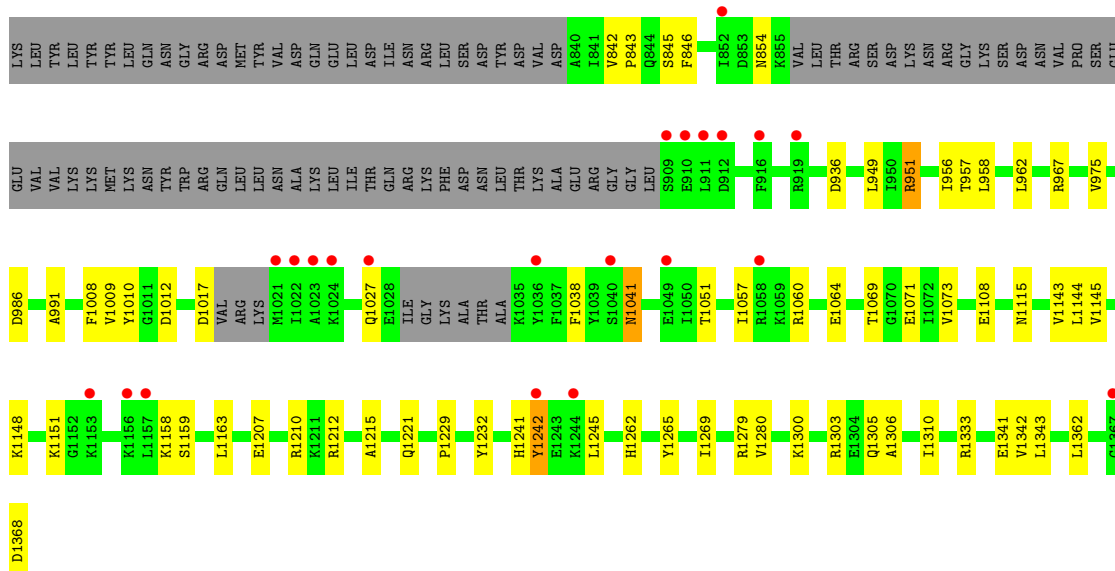 LYS LEU TYR LEU TYR TYR LEU GLN ASN GLY ARG ASP MET TYR VAL ASP GLN GLU LEU ASP ILE ASN ARG LEU SER ASP TYR ASP VAL ASP A840 I841 V842 P843 Q844 S845 F846 I852 D853 N854 K855 VAL LEU THR ARG SER ASP LYS ASN ARG GLY LYS SER ASP ASN VAL PRO SER GLU
GLU VAL VAL LYS LYS MET LYS ASN TYR TRP ARG GLN LEU LEU ASN ALA LYS LEU ILE THR GLN ARG LYS PHE ASP ASN LEU THR LYS ALA GLU ARG GLY GLY LEU S909 E910 L911 D912 F916 R919 D936 L949 I950 R951 I956 T957 L958 L962 R967 V975
D986 A991 F1008 V1009 Y1010 G1011 D1012 D1017 VAL ARG LYS M1021 I1022 A1023 K1024 Q1027 E1028 ILE GLY LYS ALA THR ALA K1035 Y1036 F1037 F1038 Y1039 S1040 N1041 E1049 I1050 T1051 I1057 R1058 K1059 R1060 E1064 T1069 G1070 E1071 I1072 V1073 E1108 N1115 V1143 L1144 V1145
K1148 K1151 G1152 K1153 K1156 L1157 K1158 S1159 L1163 E1207 R1210 K1211 R1212 A1215 Q1221 P1229 Y1232 H1241 Y1242 E1243 K1244 L1245 H1262 Y1265 I1269 R1279 V1280 K1300 R1303 E1304 Q1305 A1306 I1310 R1333 E1341 V1342 L1343 L1362 G1367
D1368